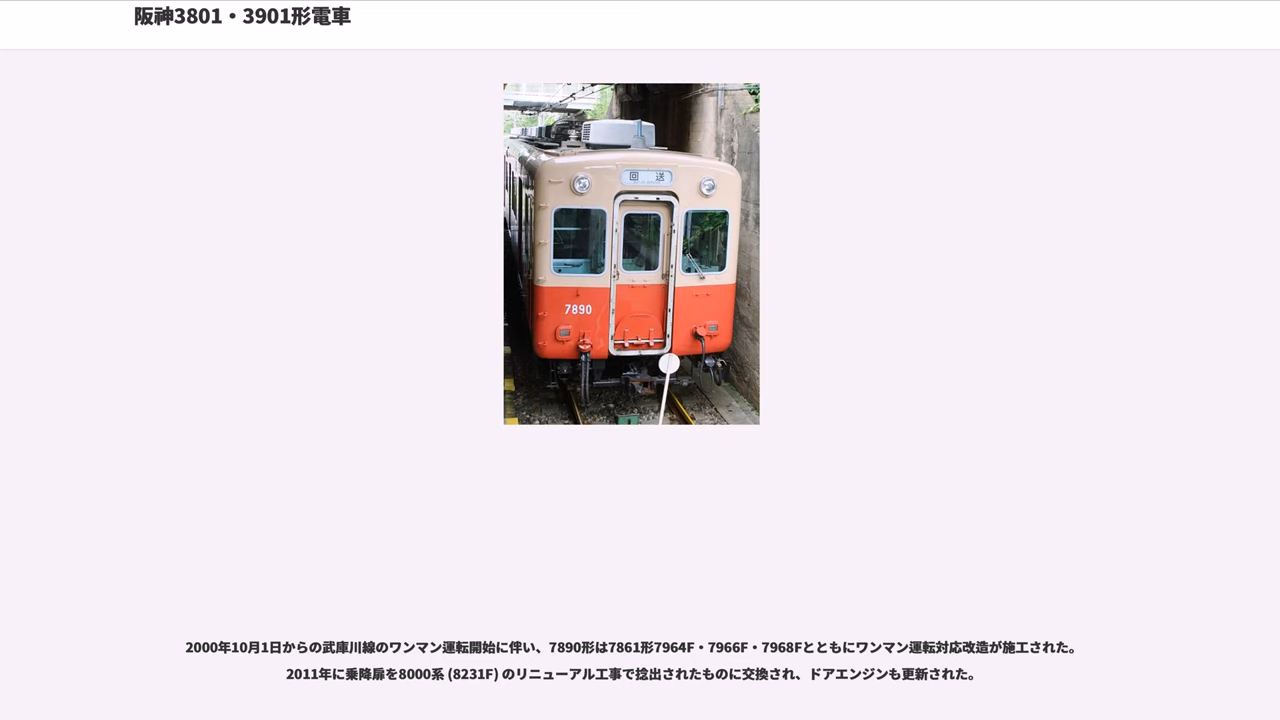 阪神3801・3901形電車
回 送
7890
2000年10月1日からの武庫川線のワンマン運転開始に伴い、7890形は7861形7964F・7966F・7968Fとともにワンマン運転対応改造が施工された。
2011年に乗降扉を8000系 (8231F) のリニューアル工事で捻出されたものに交換され、ドアエンジンも更新された。